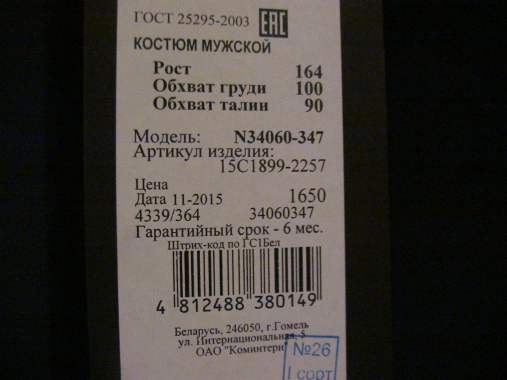 ГОСТ 25295-2003 EAC
КОСТЮМ МУЖСКОЙ
Рост 164
Обхват груди 100
Обхват талии 90
Модель: N34060-347
Артикул изделия:
15С1899-2257
Цена
Дата 11-2015 1650
4339/364 34060347
Гарантийный срок - 6 мес.
Штрих-код по ГС1Бел
4 812488 380149
Беларусь, 246050, г.Гомель
ул. Интернациональная, 5
ОАО "Коминтерн"
№26
I сорт